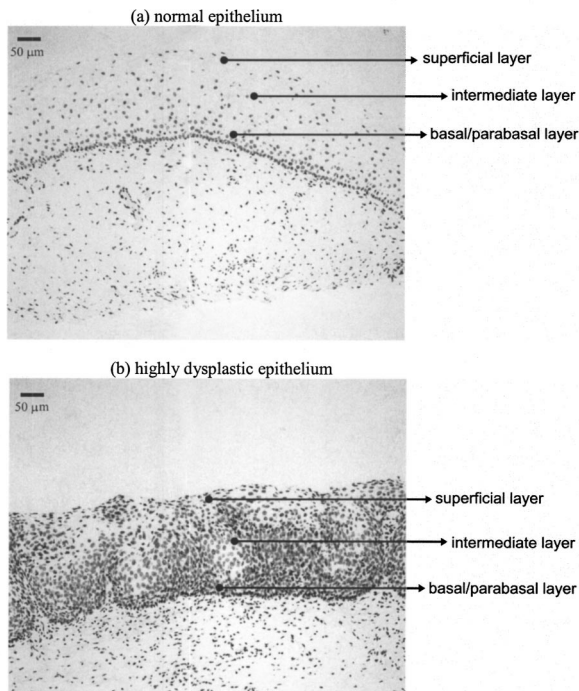 (a) normal epithelium
50 μm
superficial layer
intermediate layer
basal/parabasal layer
(b) highly dysplastic epithelium
50 μm
superficial layer
intermediate layer
basal/parabasal layer